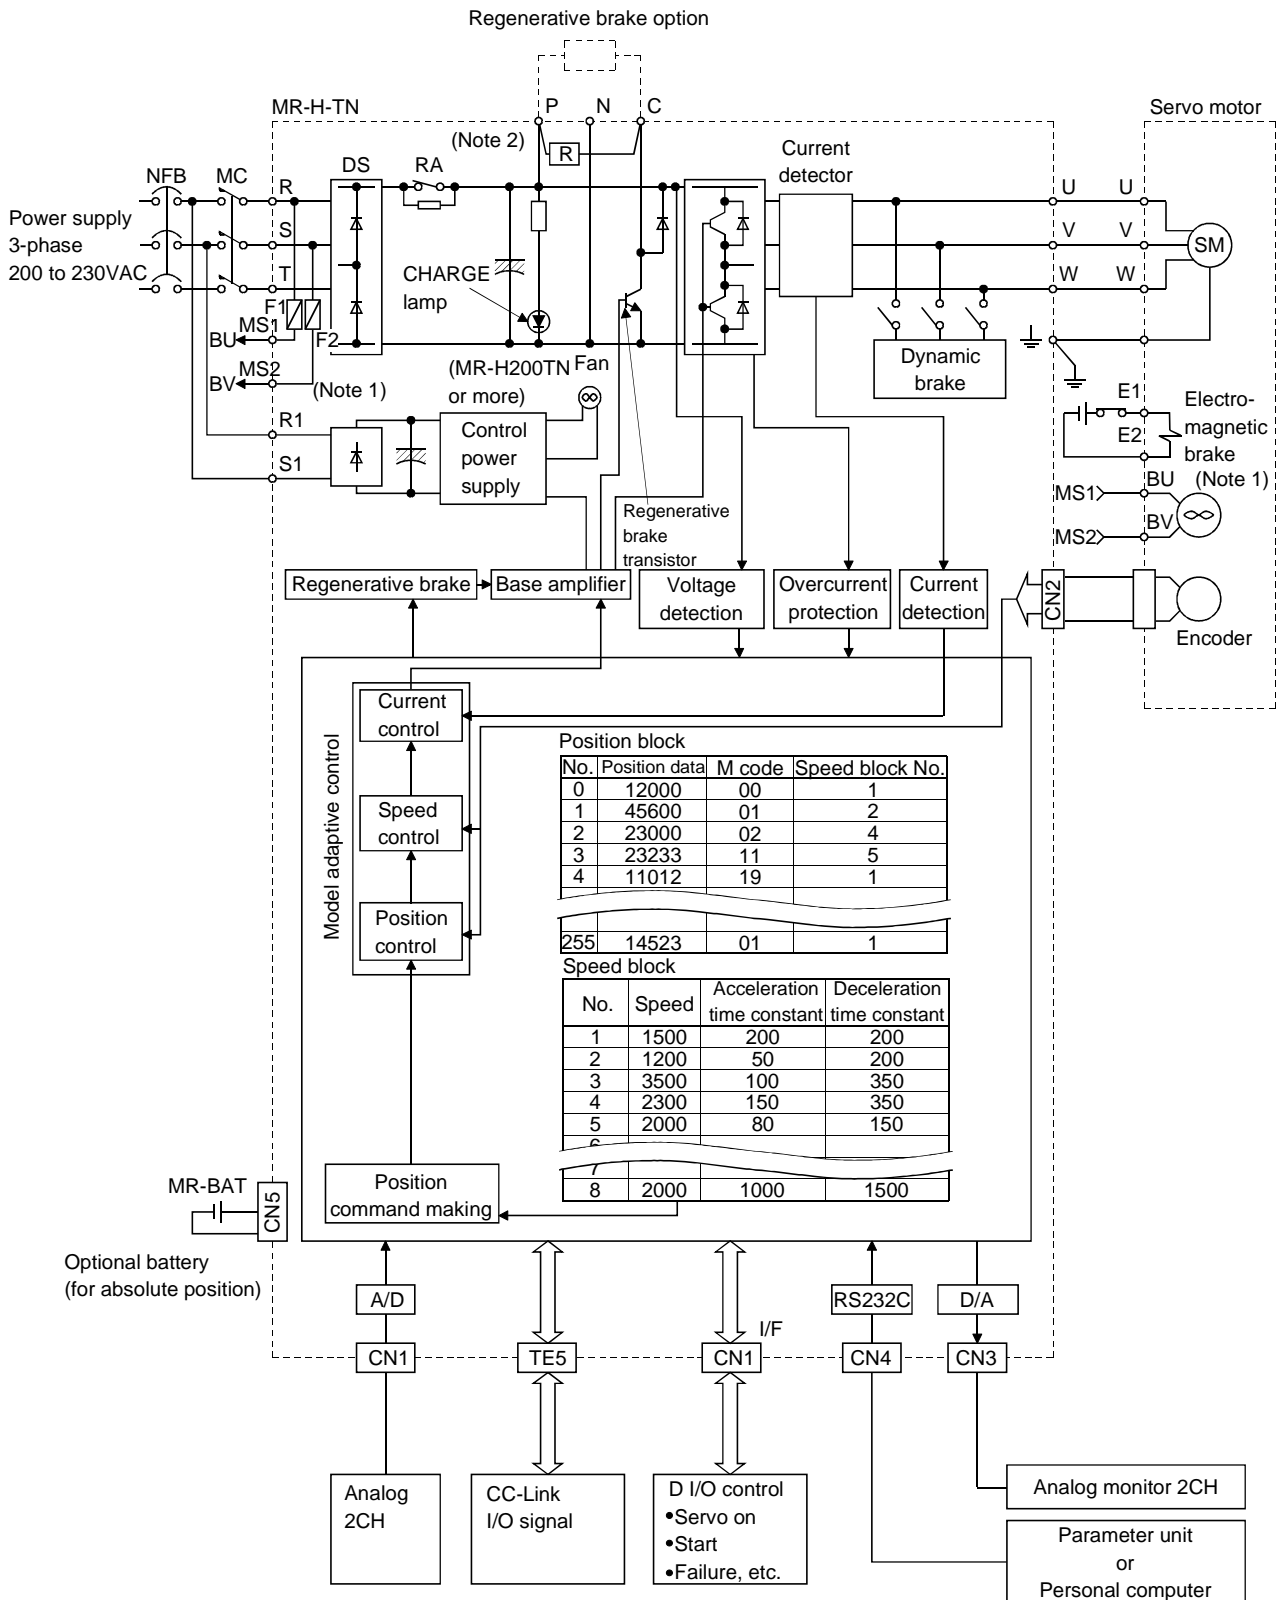 Regenerative brake option
MR-H-TN
P N C
Servo motor
(Note 2)
R
Current
detector
NFB MC R
DS RA
U U
Power supply
3-phase
200 to 230VAC
S
T
V V
W W
SM
CHARGE
lamp
F1
F2
MS1
BU
MS2
BV
(Note 1)
(MR-H200TN
or more)
Fan
Dynamic
brake
R1
S1
Control
power
supply
E1
E2
Electro-
magnetic
brake
(Note 1)
MS1
BU
MS2
BV
Regenerative
brake
transistor
Regenerative brake
Base amplifier
Voltage
detection
Overcurrent
protection
Current
detection
CN2
Encoder
Model adaptive control
Current
control
Speed
control
Position
control
Position block
No. Position data M code Speed block No.
0 12000 00 1
1 45600 01 2
2 23000 02 4
3 23233 11 5
4 11012 19 1
255 14523 01 1
Speed block
No. Speed Acceleration time constant Deceleration time constant
1 1500 200 200
2 1200 50 200
3 3500 100 350
4 2300 150 350
5 2000 80 150
6
7
8 2000 1000 1500
Position
command making
MR-BAT
CN5
Optional battery
(for absolute position)
A/D
RS232C
D/A
I/F
CN1
TE5
CN1
CN4
CN3
Analog
2CH
CC-Link
I/O signal
D I/O control
•Servo on
•Start
•Failure, etc.
Analog monitor 2CH
Parameter unit
or
Personal computer